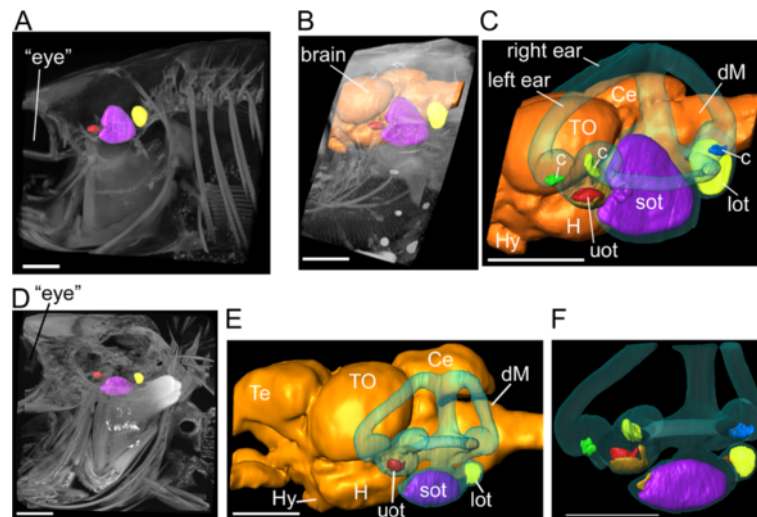 A
"eye"
B
brain
C
right ear
left ear
Ce
dM
TO
c
c
c
lot
sot
H
uot
Hy
D
"eye"
E
Te
TO
Ce
dM
Hy
H
uot
sot
lot
F